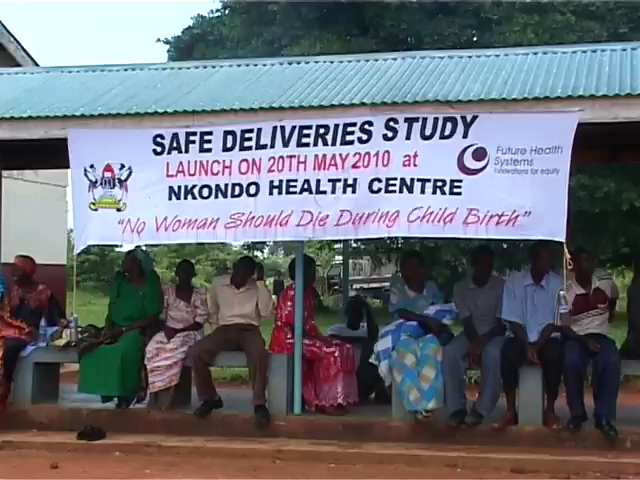 SAFE DELIVERIES STUDY
LAUNCH ON 20TH MAY 2010 at
NKONDO HEALTH CENTRE
"No Woman Should Die During Child Birth"
Future Health
Systems
Innovations for equity